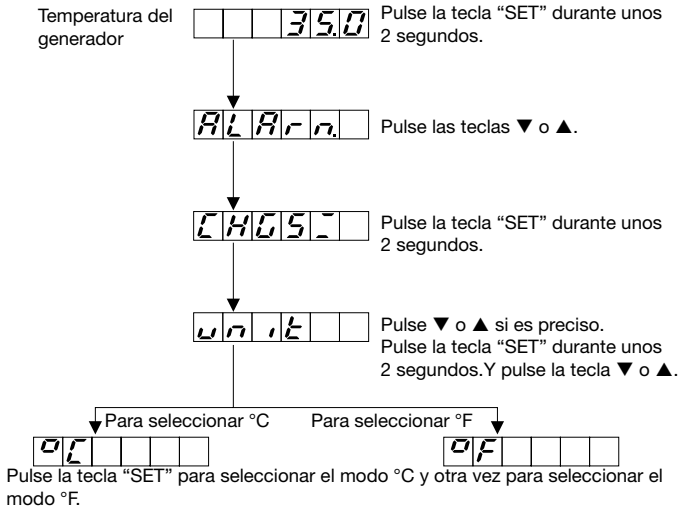 Temperatura del
generador
35.0
Pulse la tecla “SET” durante unos
2 segundos.
ALArn.
Pulse las teclas ▼ o ▲.
CHGS
Pulse la tecla “SET” durante unos
2 segundos.
unit
Pulse ▼ o ▲ si es preciso.
Pulse la tecla “SET” durante unos
2 segundos.Y pulse la tecla ▼ o ▲.
Para seleccionar °C
Para seleccionar °F
°C
°F
Pulse la tecla “SET” para seleccionar el modo °C y otra vez para seleccionar el
modo °F.